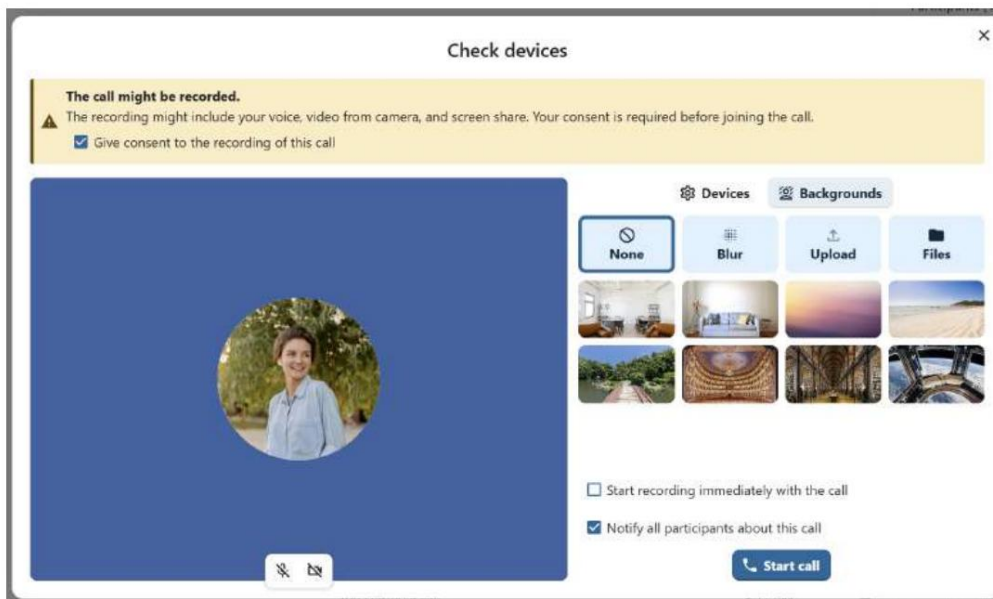 Check devices
The call might be recorded.
The recording might include your voice, video from camera, and screen share. Your consent is required before joining the call.
Give consent to the recording of this call
Devices
Backgrounds
None
Blur
Upload
Files
Start recording immediately with the call
Notify all participants about this call
Start call